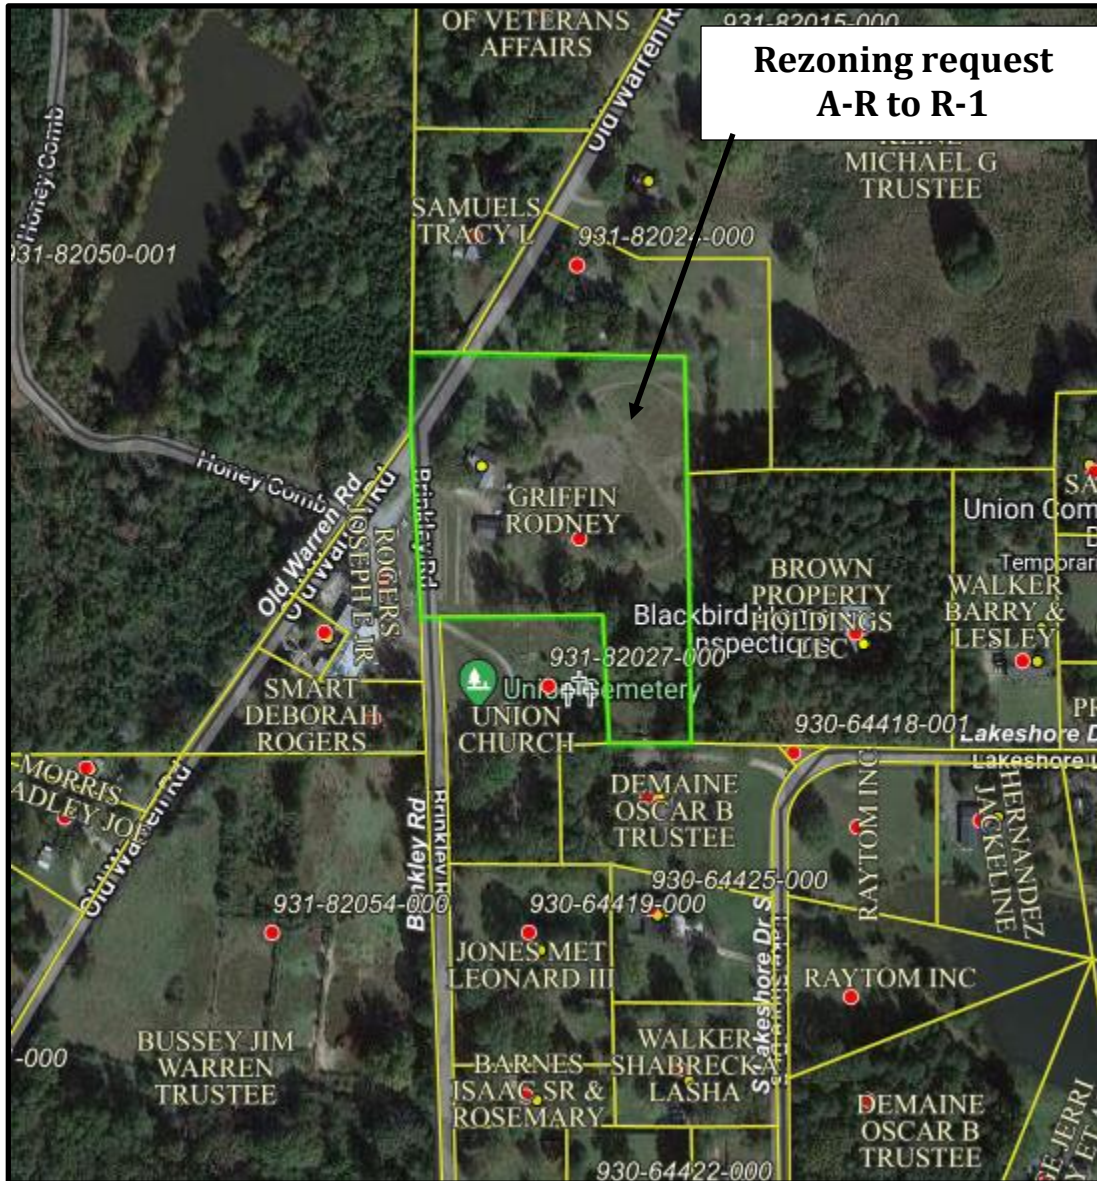 OF VETERANS
AFFAIRS
931-82015-000
Old Warren Rd
Rezoning request
A-R to R-1
Honey Comb
MICHAEL G
TRUSTEE
SAMUELS
TRACY L
931-82024-000
931-82050-001
Honey Comb
Old Warren Rd
Brinkley Rd
ROGERS
JOSEPH E JR
GRIFFIN
RODNEY
Union Com
BROWN
PROPERTY
HOLDINGS
LLC
Blackbird
nspections
WALKER
BARRY &
LESLEY
931-82027-000
Union Cemetery
UNION
CHURCH
SMART
DEBORAH
ROGERS
930-64418-001
Lakeshore D
MORRIS
ADLEY JOE
Old Warren Rd
DEMAINE
OSCAR B
TRUSTEE
RAYTOM INC
HERNANDEZ
JACKELINE
Brinkley Rd
Brinkley R
930-64425-000
931-82054-000
930-64419-000
JONES MET
LEONARD III
S Lakeshore Dr
RAYTOM INC
-000
BUSSEY JIM
WARREN
TRUSTEE
WALKER
SHABRECKA
LASHA
BARNES
ISAAC SR &
ROSEMARY
DEMAINE
OSCAR B
TRUSTEE
930-64422-000